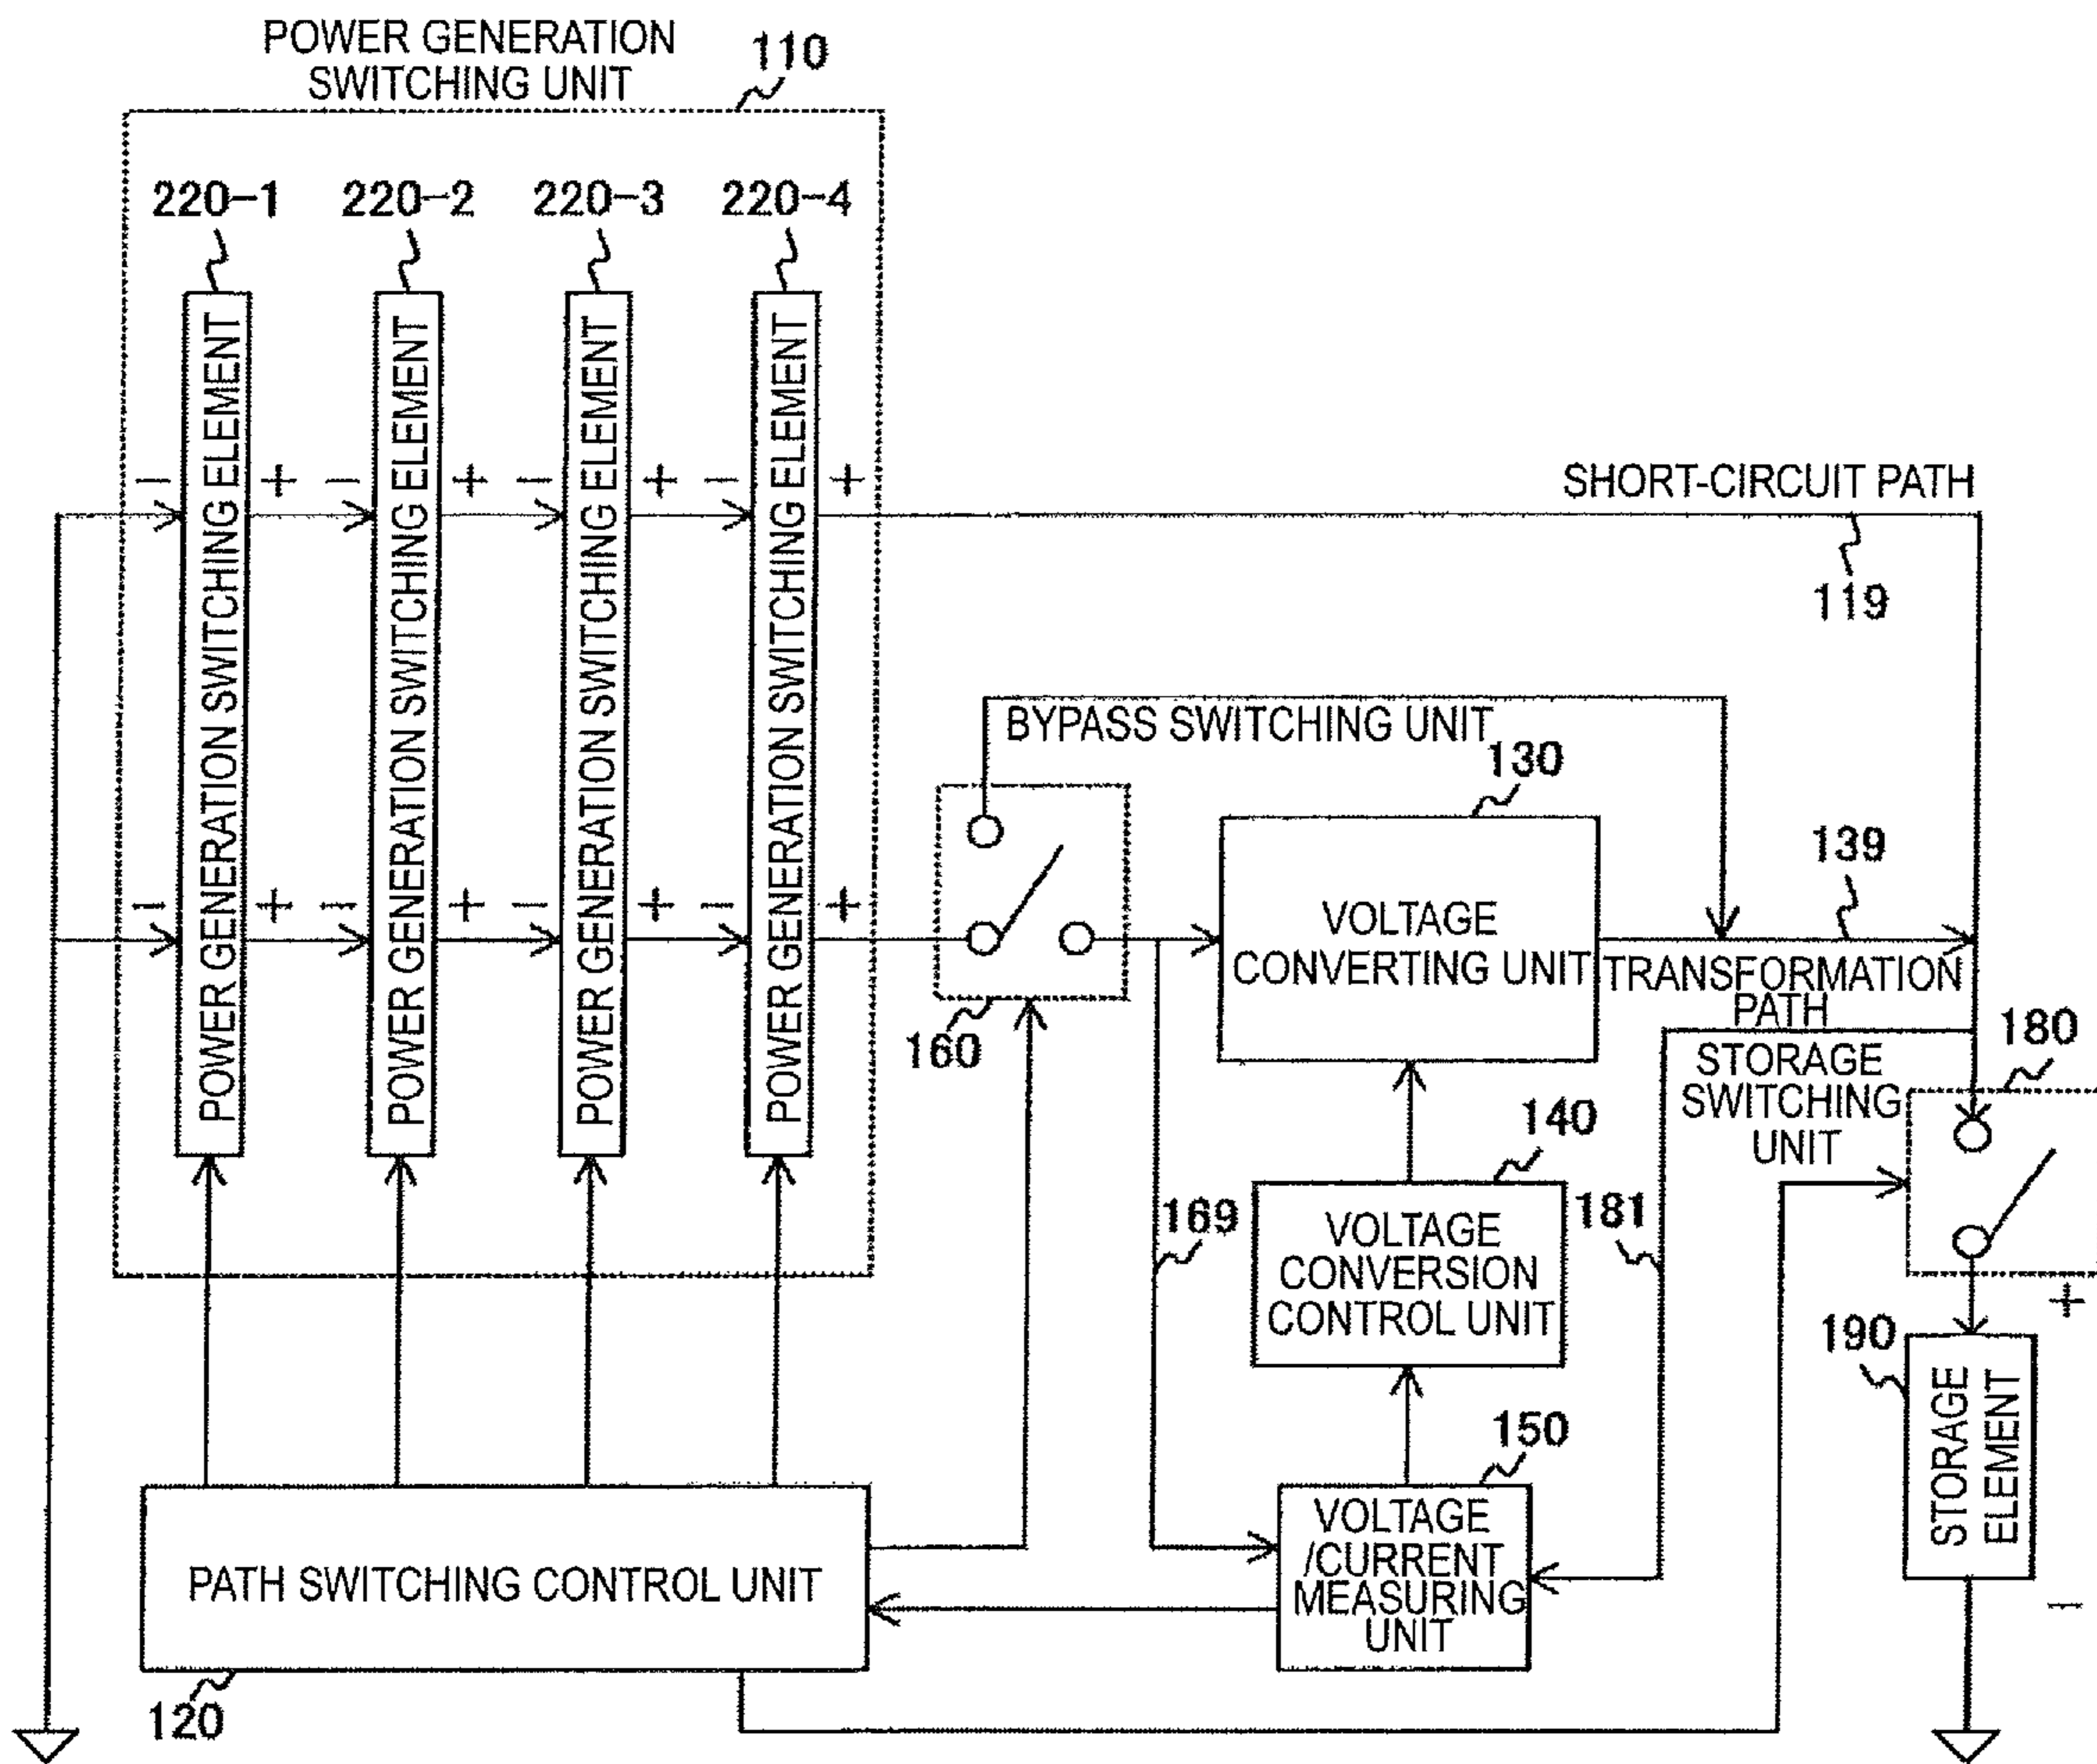 POWER GENERATION
SWITCHING UNIT
110
220-1
220-2
220-3
220-4
POWER GENERATION SWITCHING ELEMENT
POWER GENERATION SWITCHING ELEMENT
POWER GENERATION SWITCHING ELEMENT
POWER GENERATION SWITCHING ELEMENT
− + − + − + − +
SHORT-CIRCUIT PATH
119
BYPASS SWITCHING UNIT
130
139
− + − + − + − +
VOLTAGE
CONVERTING UNIT
TRANSFORMATION
PATH
160
180
STORAGE
SWITCHING
UNIT
140
169
181
VOLTAGE
CONVERSION
CONTROL UNIT
+
190
STORAGE
ELEMENT
−
150
VOLTAGE
/CURRENT
MEASURING
UNIT
PATH SWITCHING CONTROL UNIT
120